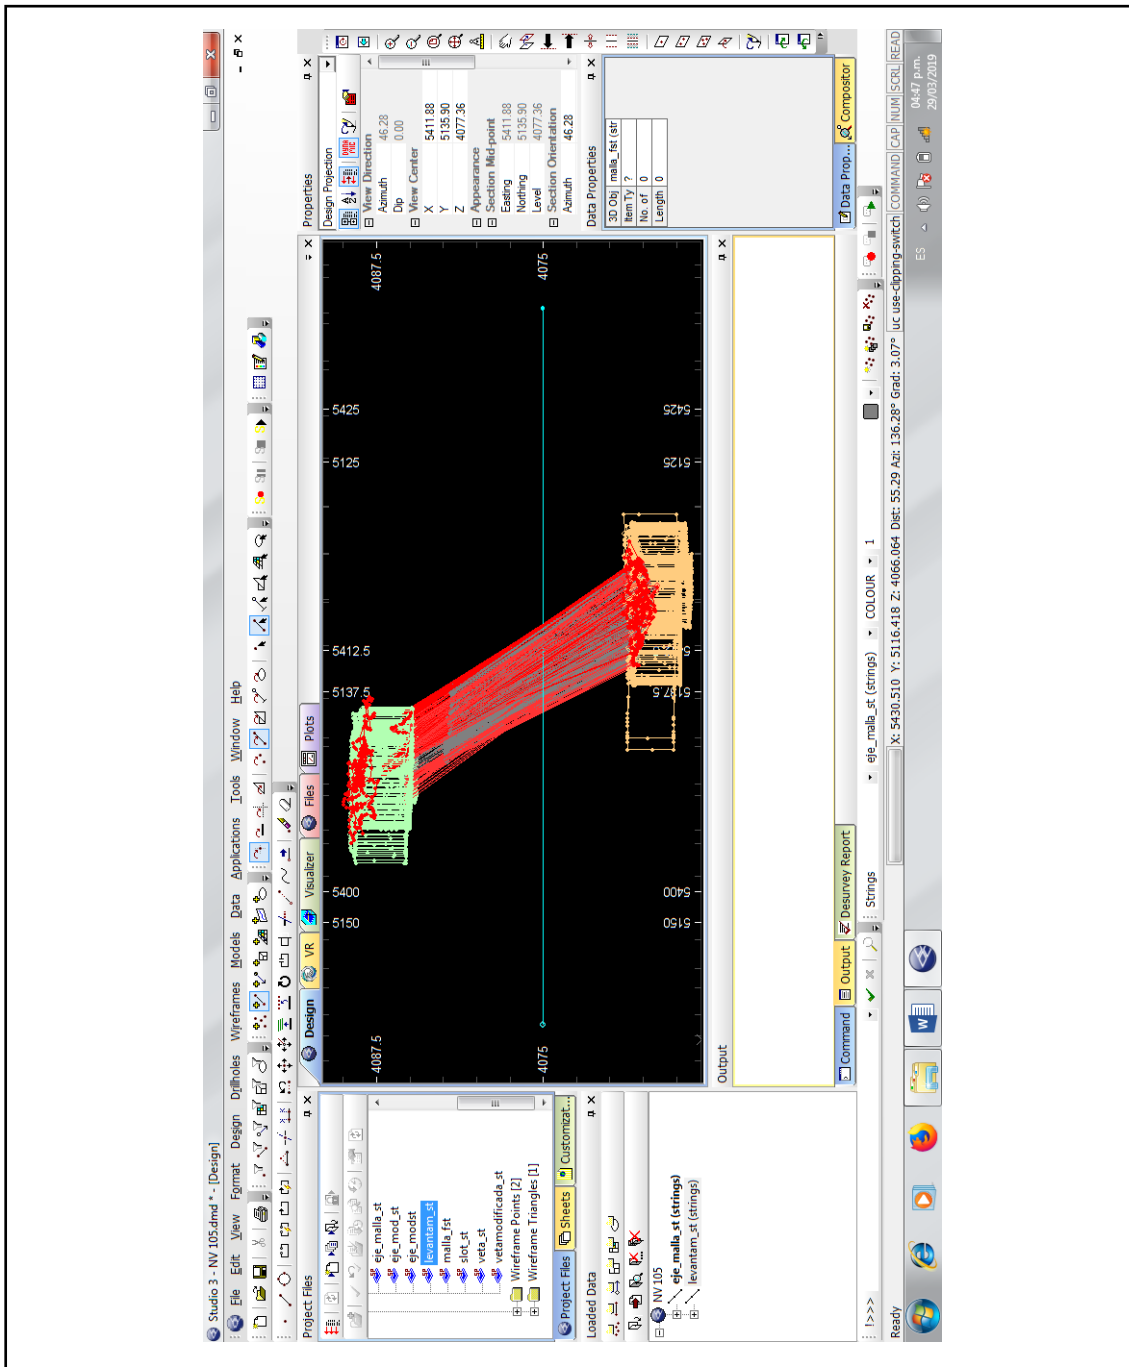 Studio 3 - NV 105.dmd * - [Design]
File Edit View Format Design Drillholes Wireframes Models Data Applications Tools Window Help
Project Files
eje_malla_st
eje_mod_st
eje_modst
levantam_st
malla_fst
slot_st
veta_st
vetamodificada_st
Wireframe Points [2]
Wireframe Triangles [1]
Project Files Sheets Customizat...
Loaded Data
NV 105
eje_malla_st (strings)
levantam_st (strings)
Design VR Visualizer Files Plots
4087.5 4087.5
4075 4075
5150 5400 5137.5 5412.5 5125 5425
5150 5400 5125 5425
Output
Command Output Desurvey Report
Properties
Design Projection
View Direction
Azimuth 46.28
Dip 0.00
View Center
X 5411.88
Y 5135.90
Z 4077.36
Appearance
Section Mid-point
Easting 5411.88
Northing 5135.90
Level 4077.36
Section Orientation
Azimuth 46.28
Data Properties
3D Obj malla_fst (str
Item Ty ?
No. of 0
Length 0
Data Prop... Compositor
!>>> Strings eje_malla_st (strings) COLOUR 1
Ready X: 5430.510 Y: 5116.418 Z: 4066.064 Dist: 55.29 Azi: 136.28° Grad: 3.07° uc use-clipping-switch COMMAND CAP NUM SCRL READ
ES 04:47 p.m.
29/03/2019